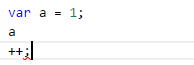 var a = 1;
a
++;